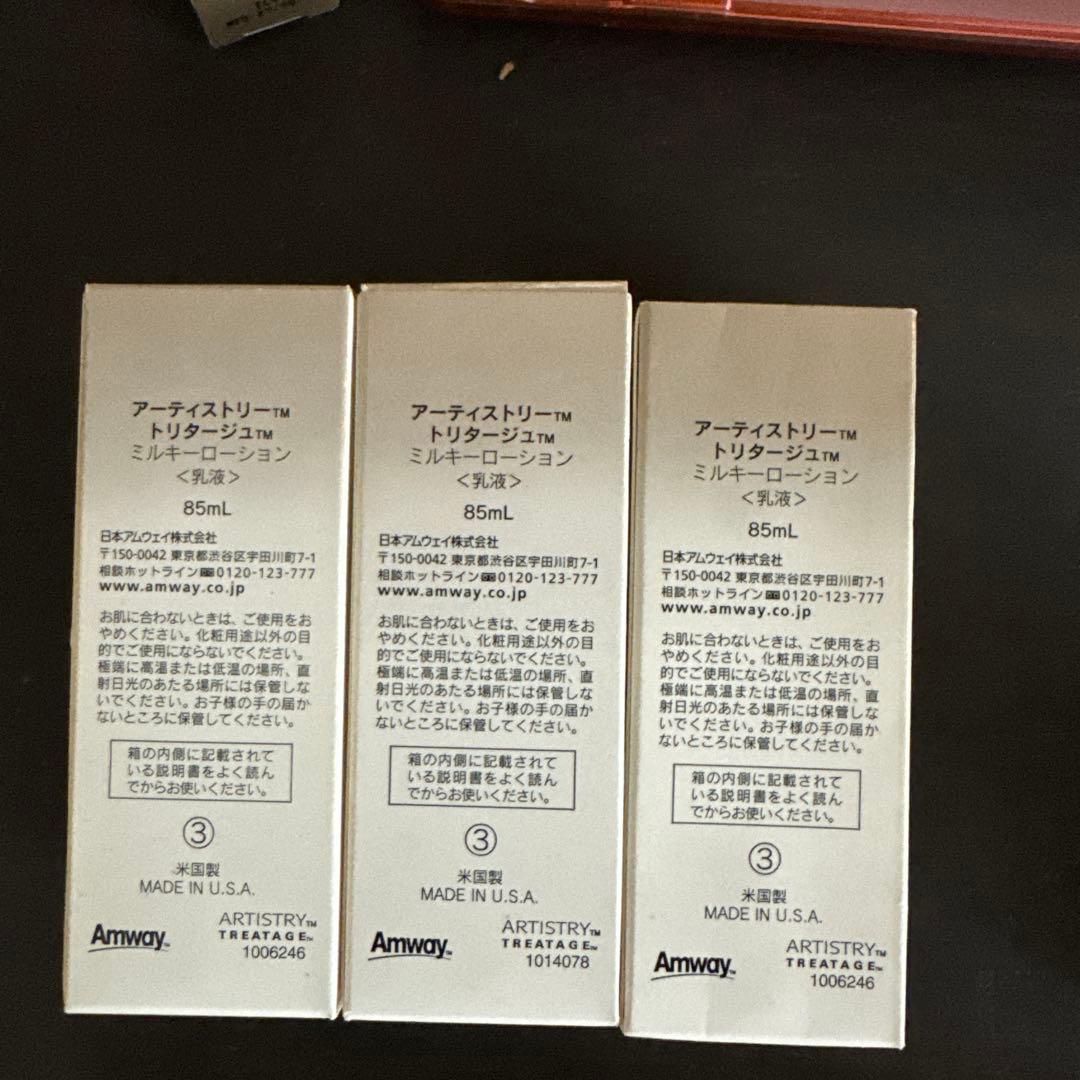 アーティストリー™
トリタージュ™
ミルキーローション
＜乳液＞
85mL
日本アムウェイ株式会社
〒150-0042 東京都渋谷区宇田川町7-1
相談ホットライン 0120-123-777
www.amway.co.jp
お肌に合わないときは、ご使用をお
やめください。化粧用途以外の目
的でご使用にならないでください。
極端に高温または低温の場所、直
射日光のあたる場所には保管しな
いでください。お子様の手の届か
ないところに保管してください。
箱の内側に記載されて
いる説明書をよく読ん
でからお使いください。
③
米国製
MADE IN U.S.A.
Amway™
ARTISTRY™
TREATAGE™
1006246
アーティストリー™
トリタージュ™
ミルキーローション
＜乳液＞
85mL
日本アムウェイ株式会社
〒150-0042 東京都渋谷区宇田川町7-1
相談ホットライン 0120-123-777
www.amway.co.jp
お肌に合わないときは、ご使用をお
やめください。化粧用途以外の目
的でご使用にならないでください。
極端に高温または低温の場所、直
射日光のあたる場所には保管しな
いでください。お子様の手の届か
ないところに保管してください。
箱の内側に記載されて
いる説明書をよく読ん
でからお使いください。
③
米国製
MADE IN U.S.A.
Amway™
ARTISTRY™
TREATAGE™
1014078
アーティストリー™
トリタージュ™
ミルキーローション
＜乳液＞
85mL
日本アムウェイ株式会社
〒150-0042 東京都渋谷区宇田川町7-1
相談ホットライン 0120-123-777
www.amway.co.jp
お肌に合わないときは、ご使用をお
やめください。化粧用途以外の目
的でご使用にならないでください。
極端に高温または低温の場所、直
射日光のあたる場所には保管しな
いでください。お子様の手の届か
ないところに保管してください。
箱の内側に記載されて
いる説明書をよく読ん
でからお使いください。
③
米国製
MADE IN U.S.A.
Amway™
ARTISTRY™
TREATAGE™
1006246